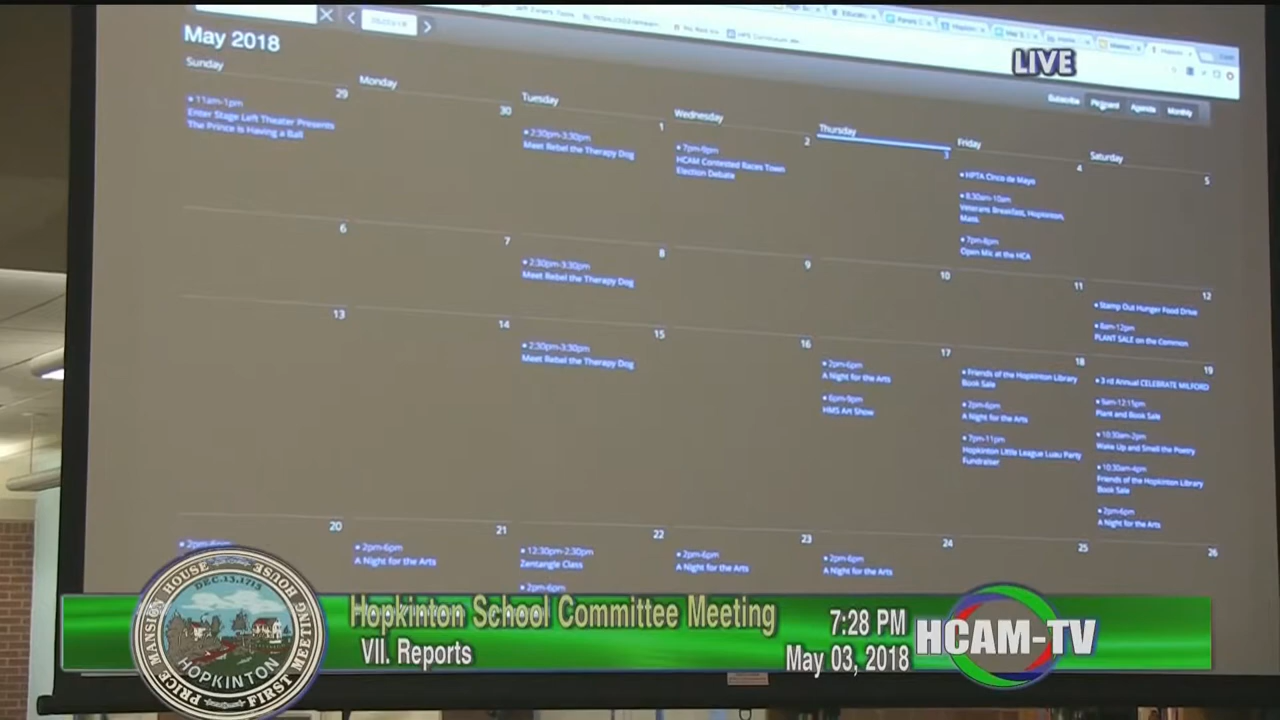 May 2018
LIVE
Subscribe
Agenda
Monthly
Sunday
Monday
Tuesday
Wednesday
Thursday
Friday
Saturday
29
• 11am-1pm
Enter Stage Left Theater Presents
The Prince is Having a Ball
30
1
• 2:30pm-3:30pm
Meet Rebel the Therapy Dog
2
HCAM Contested Races Town
Election Debate
3
4
• HPTA Cinco de Mayo
• 8:30am-10am
Veterans Breakfast, Hopkinton,
Mass
• 7pm-8pm
Open Mic at the HCA
5
6
7
8
• 2:30pm-3:30pm
Meet Rebel the Therapy Dog
9
10
11
12
• Stamp Out Hunger Food Drive
• 8am-12pm
PLANT SALE on the Common
13
14
15
• 2:30pm-3:30pm
Meet Rebel the Therapy Dog
16
17
• 2pm-6pm
A Night for the Arts
• 6pm-9pm
HMS Art Show
18
• Friends of the Hopkinton Library
Book Sale
• 2pm-6pm
A Night for the Arts
• 7pm-11pm
Hopkinton Little League Luau Party
Fundraiser
19
• 3 rd Annual CELEBRATE MILFORD
• 9am-12:15pm
Plant and Book Sale
• 10:30am-2pm
Wake Up and Smell the Poetry
• 10:30am-4pm
Friends of the Hopkinton Library
Book Sale
• 2pm-6pm
A Night for the Arts
20
• 2pm-6pm
21
• 2pm-6pm
A Night for the Arts
22
• 12:30pm-2:30pm
Zentangle Class
• 2pm-6pm
23
• 2pm-6pm
A Night for the Arts
24
• 2pm-6pm
A Night for the Arts
25
26
PRICE MANSION HOUSE FIRST MEETING HOUSE
DEC. 13, 1715
HOPKINTON
Hopkinton School Committee Meeting
VII. Reports
7:28 PM
May 03, 2018
HCAM-TV